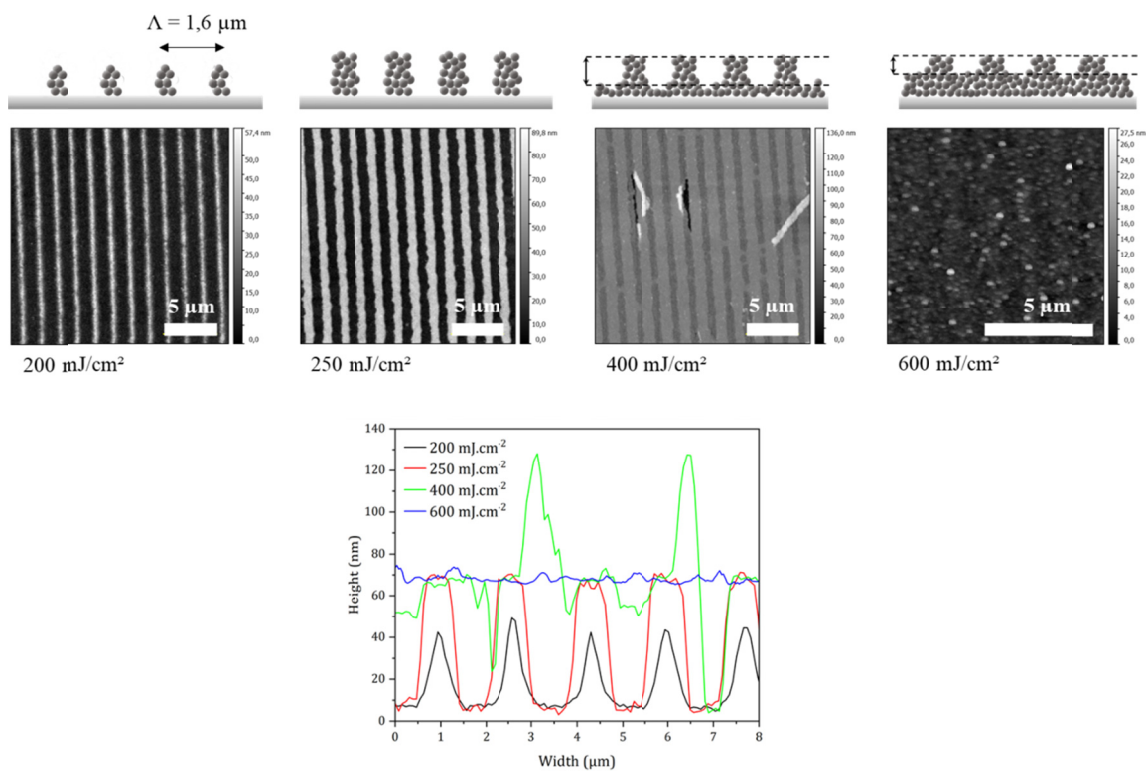 Λ = 1,6 µm
57,4 nm
50,0
45,0
40,0
35,0
30,0
25,0
20,0
15,0
10,0
5,0
0,0
5 µm
200 mJ/cm²
89,8 nm
80,0
70,0
60,0
50,0
40,0
30,0
20,0
10,0
0,0
5 µm
250 mJ/cm²
136,0 nm
120,0
110,0
100,0
90,0
80,0
70,0
60,0
50,0
40,0
30,0
20,0
10,0
0,0
5 µm
400 mJ/cm²
27,5 nm
24,0
22,0
20,0
18,0
16,0
14,0
12,0
10,0
8,0
6,0
4,0
2,0
0,0
5 µm
600 mJ/cm²
140
120
100
80
60
40
20
0
Height (nm)
200 mJ.cm-2
250 mJ.cm-2
400 mJ.cm-2
600 mJ.cm-2
0 1 2 3 4 5 6 7 8
Width (µm)